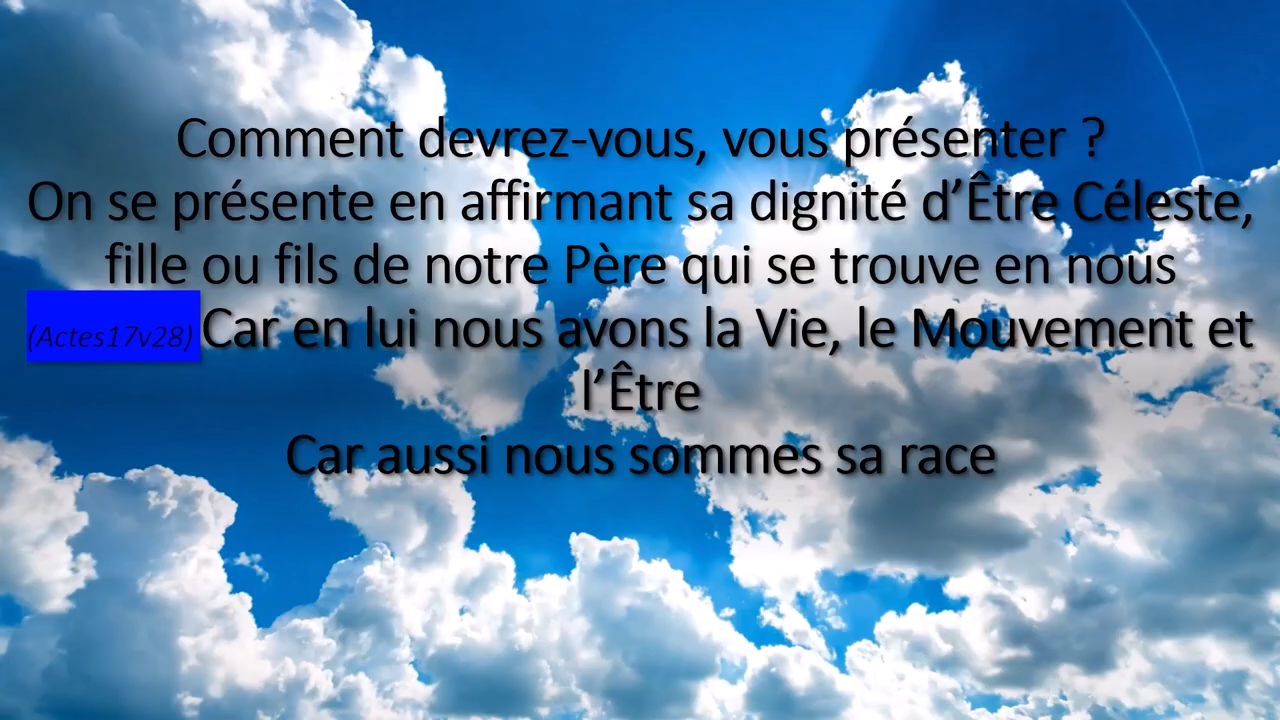 Comment devrez-vous, vous présenter ?
On se présente en affirmant sa dignité d’Être Céleste,
fille ou fils de notre Père qui se trouve en nous
(Actes17v28) Car en lui nous avons la Vie, le Mouvement et
l’Être
Car aussi nous sommes sa race